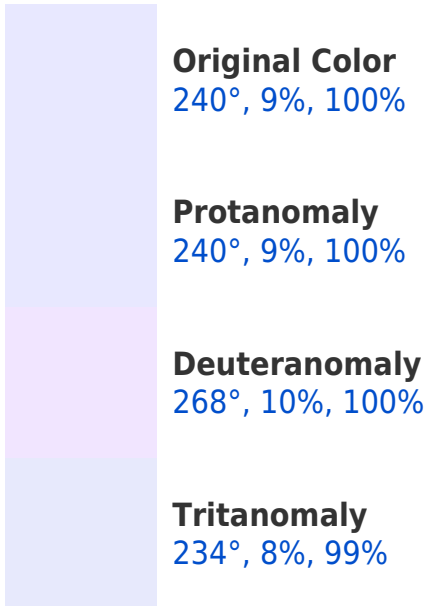 Original Color
240°, 9%, 100%
Protanomaly
240°, 9%, 100%
Deuteranomaly
268°, 10%, 100%
Tritanomaly
234°, 8%, 99%